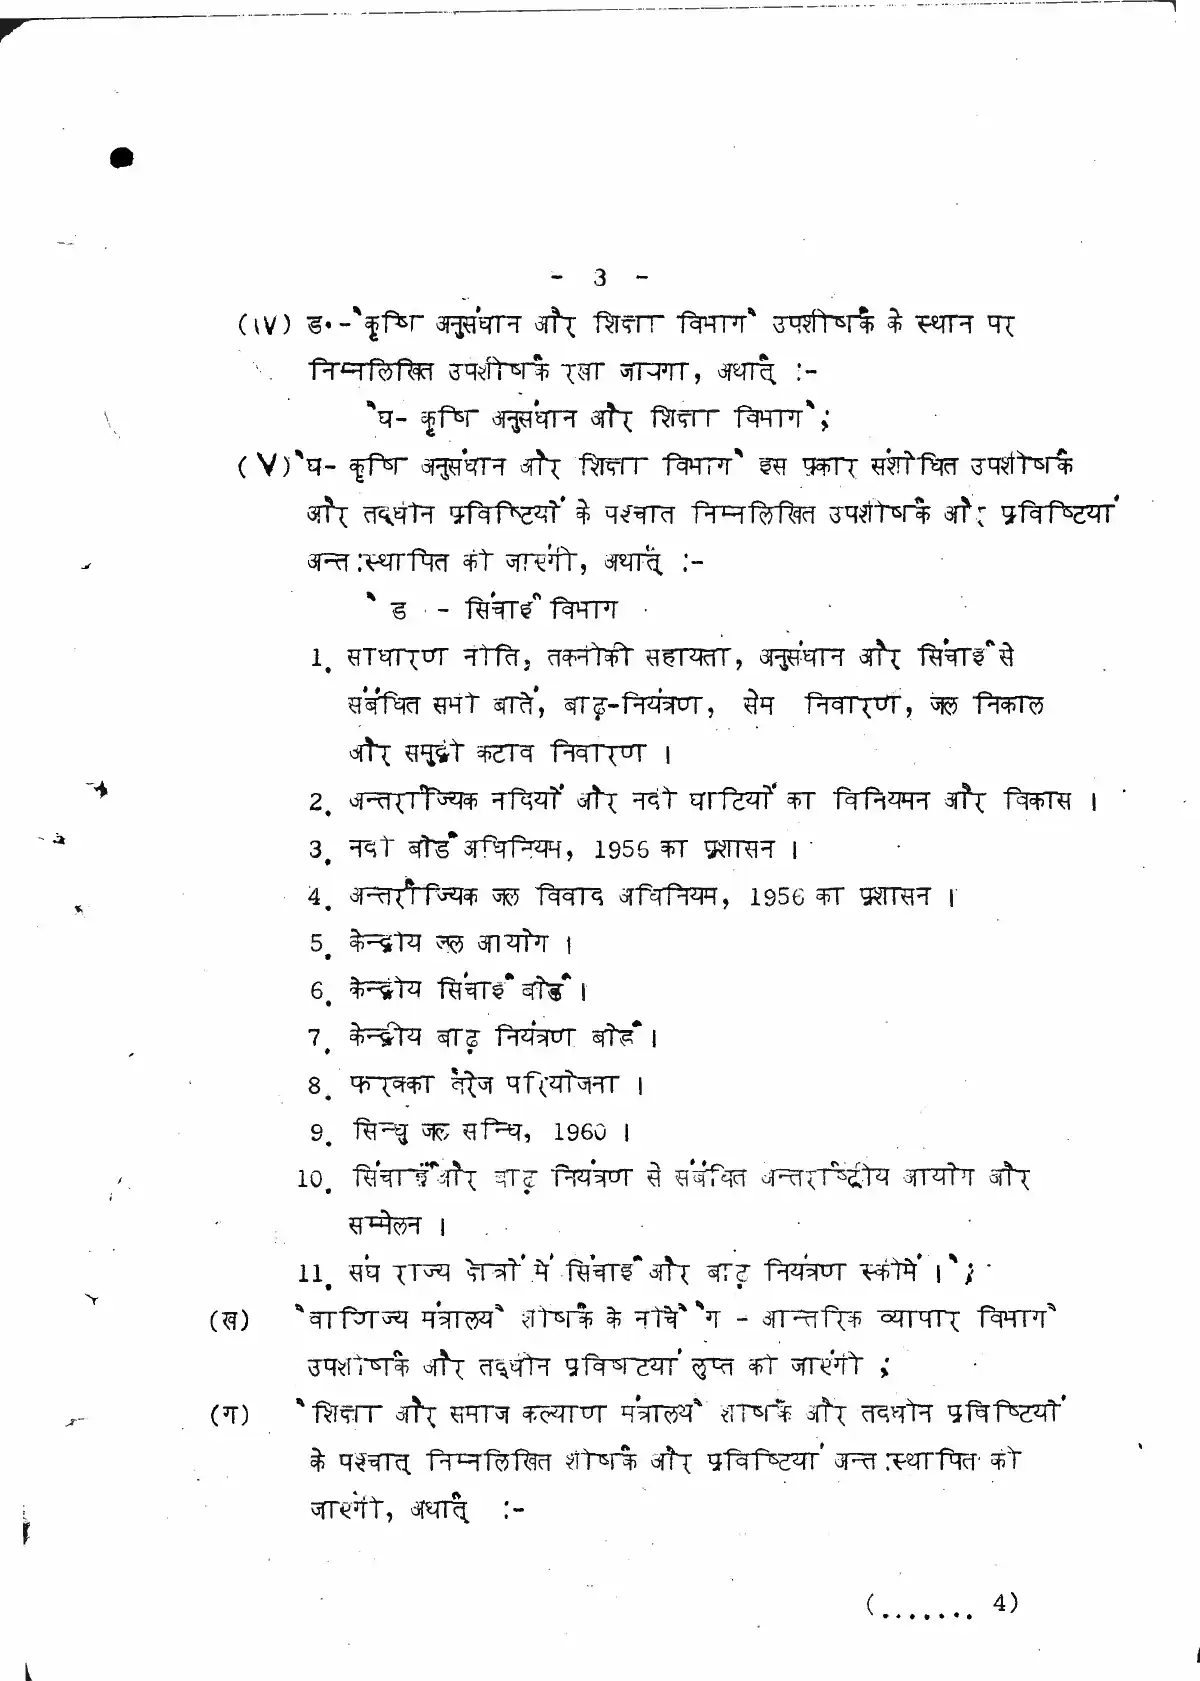 - 3 -
(iv) ड.-"कृषि अनुसंधान और शिक्षा विभाग" उपशीर्षक के स्थान पर
निम्नलिखित उपशीर्षक रखा जायगा, अर्थात् :-
"घ- कृषि अनुसंधान और शिक्षा विभाग";
(V) "घ- कृषि अनुसंधान और शिक्षा विभाग" इस प्रकार संशोधित उपशीर्षक
और तद्धीन प्रविष्टियों के पश्चात निम्नलिखित उपशीर्षक और प्रविष्टियां
अन्त:स्थापित की जाएंगी, अर्थात् :-
" ड - सिंचाई विभाग
1. साधारण नीति, तकनीकी सहायता, अनुसंधान और सिंचाई से
संबंधित सभी बातें, बाढ़-नियंत्रण, सेम निवारण, जल निकाल
और समुद्री कटाव निवारण ।
2. अन्तर्राज्यिक नदियों और नदी घाटियों का विनियमन और विकास ।
3. नदी बोर्ड अधिनियम, 1956 का प्रशासन ।
4. अन्तर्राज्यिक जल विवाद अधिनियम, 1956 का प्रशासन ।
5. केन्द्रीय जल आयोग ।
6. केन्द्रीय सिंचाई बोर्ड ।
7. केन्द्रीय बाढ़ नियंत्रण बोर्ड ।
8. फरक्का बैरेज परियोजना ।
9. सिन्धु जल सन्धि, 1960 ।
10. सिंचाई और बाढ़ नियंत्रण से संबंधित अन्तर्राष्ट्रीय आयोग और
सम्मेलन ।
11. संघ राज्य क्षेत्रों में सिंचाई और बाढ़ नियंत्रण स्कीमें ।";
(ख) "वाणिज्य मंत्रालय" शीर्षक के नीचे "ग - आन्तरिक व्यापार विभाग"
उपशीर्षक और तद्धीन प्रविष्टियां लुप्त की जाएंगी ;
(ग) "शिक्षा और समाज कल्याण मंत्रालय" शीर्षक और तदधीन प्रविष्टियों
के पश्चात् निम्नलिखित शीर्षक और प्रविष्टियां अन्त:स्थापित की
जाएंगी, अर्थात् :-
(....... 4)